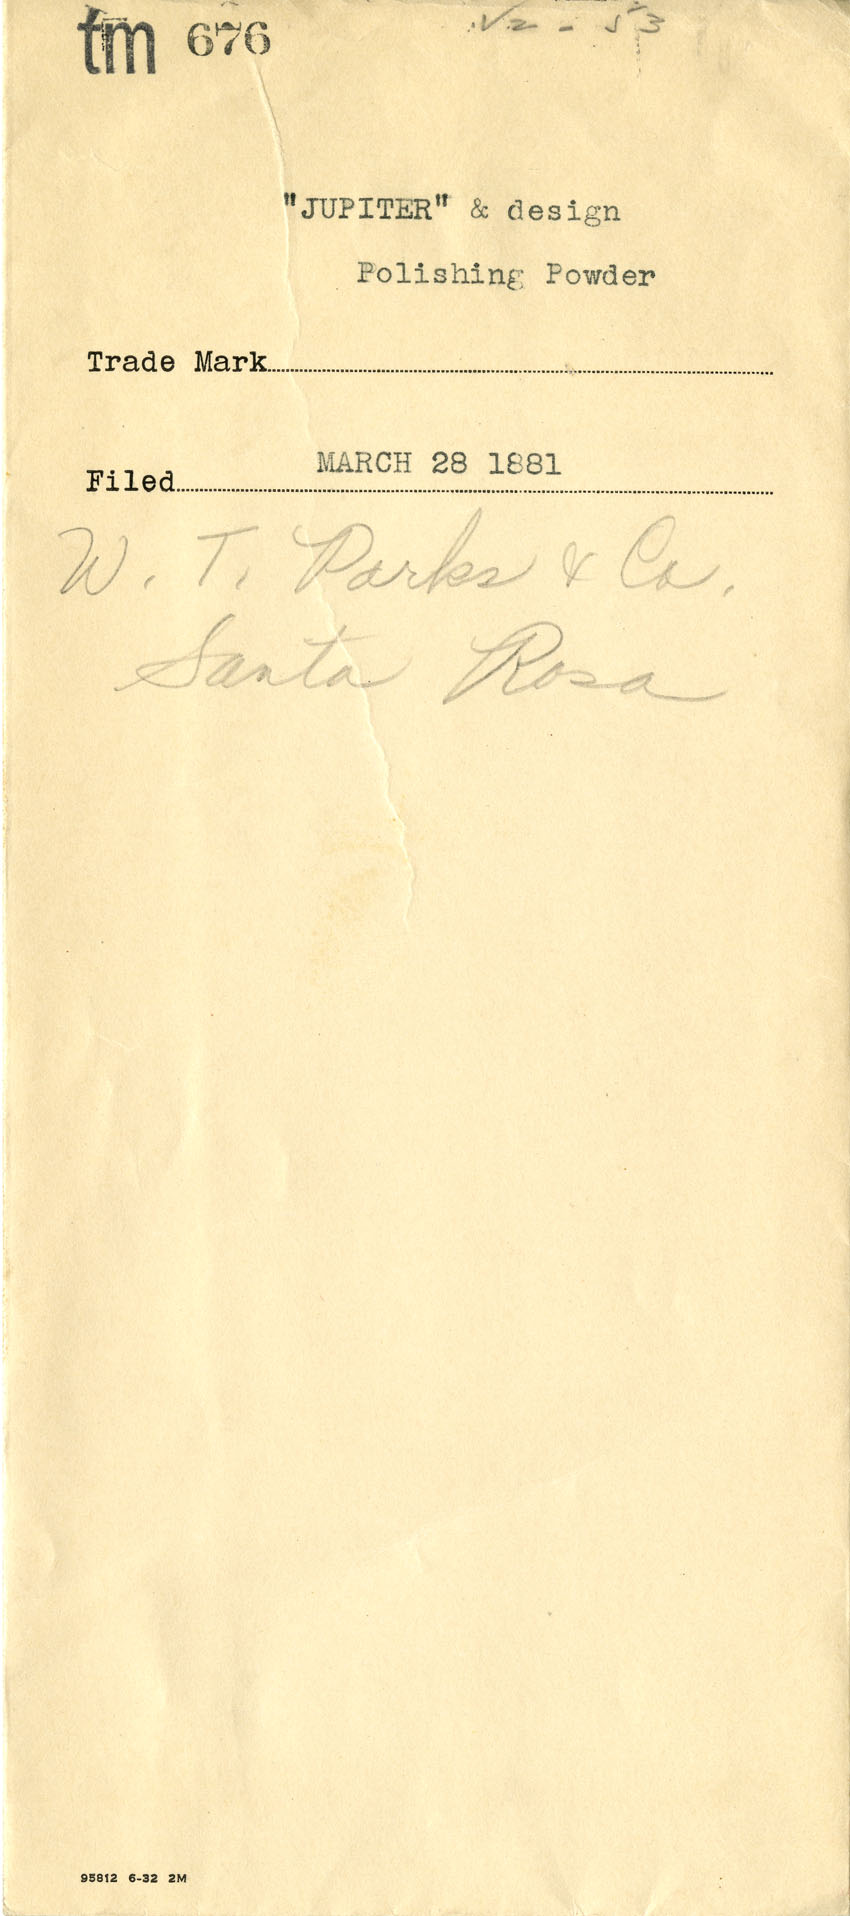 tm 676
"JUPITER" & design
Polishing Powder
Trade Mark
Filed MARCH 28 1881
W. T. Parks & Co.
Santa Rosa
95812 6-32 2M